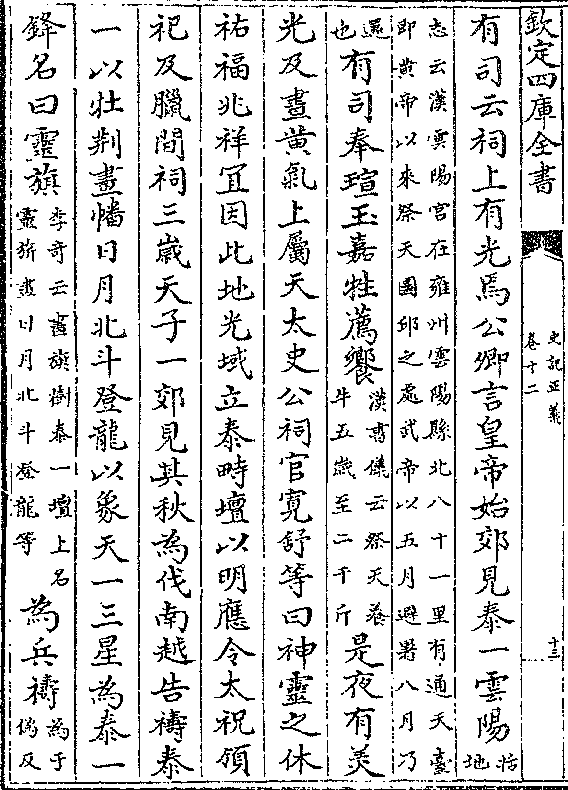 欽定四庫全書
史記正義
卷十二
十三
有司云祠上有光焉公卿言皇帝始郊見泰一雲陽括地
志云漢雲陽宮在雍州雲陽縣北八十一里有通天臺
即黄帝以來祭天圜邱之處武帝以五月避暑八月乃
還也有司奉瑄玉嘉牲薦饗漢舊儀云祭天養牛五歲至二千斤是夜有美
光及晝黄氣上屬天太史公祠官寛舒等曰神靈之休
祐福兆祥宜因此地光域立泰畤壇以明應令太祝領
祀及臘間祠三歲天子一郊見其秋為伐南越告禱泰
一以牡荆畫幡日月北斗登龍以象天一三星為泰一
鋒名曰靈旗李奇云畫旗樹泰一壇上名靈旂畫日月北斗登龍等為兵禱為于偽反